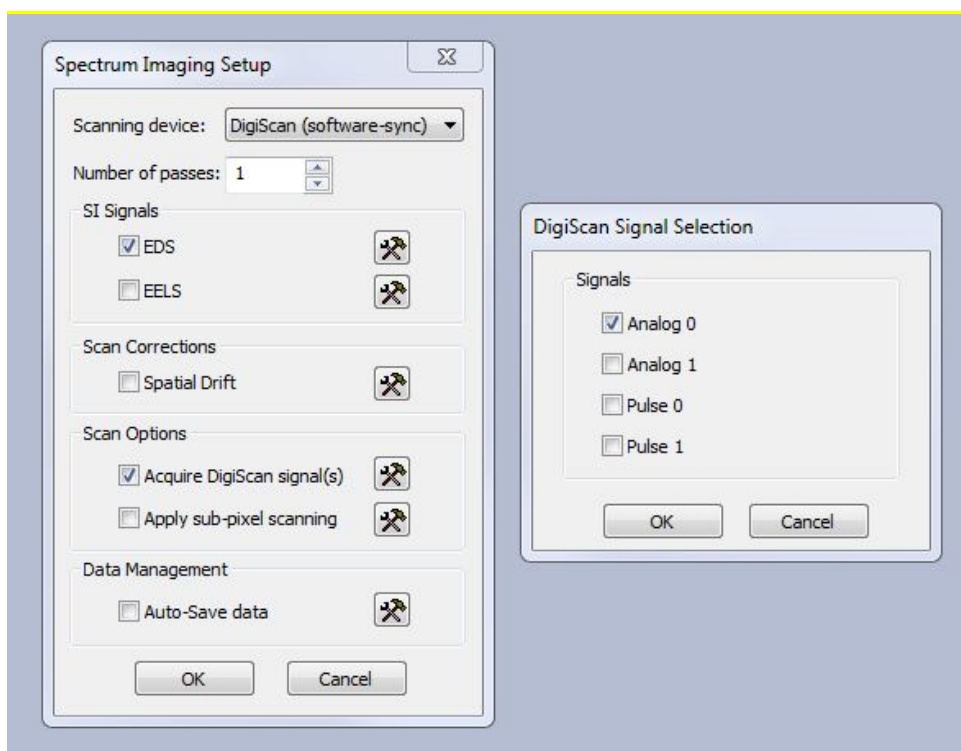 Spectrum Imaging Setup
Scanning device: DigiScan (software-sync)
Number of passes: 1
SI Signals
EDS
EELS
Scan Corrections
Spatial Drift
Scan Options
Acquire DigiScan signal(s)
Apply sub-pixel scanning
Data Management
Auto-Save data
OK Cancel
DigiScan Signal Selection
Signals
Analog 0
Analog 1
Pulse 0
Pulse 1
OK Cancel